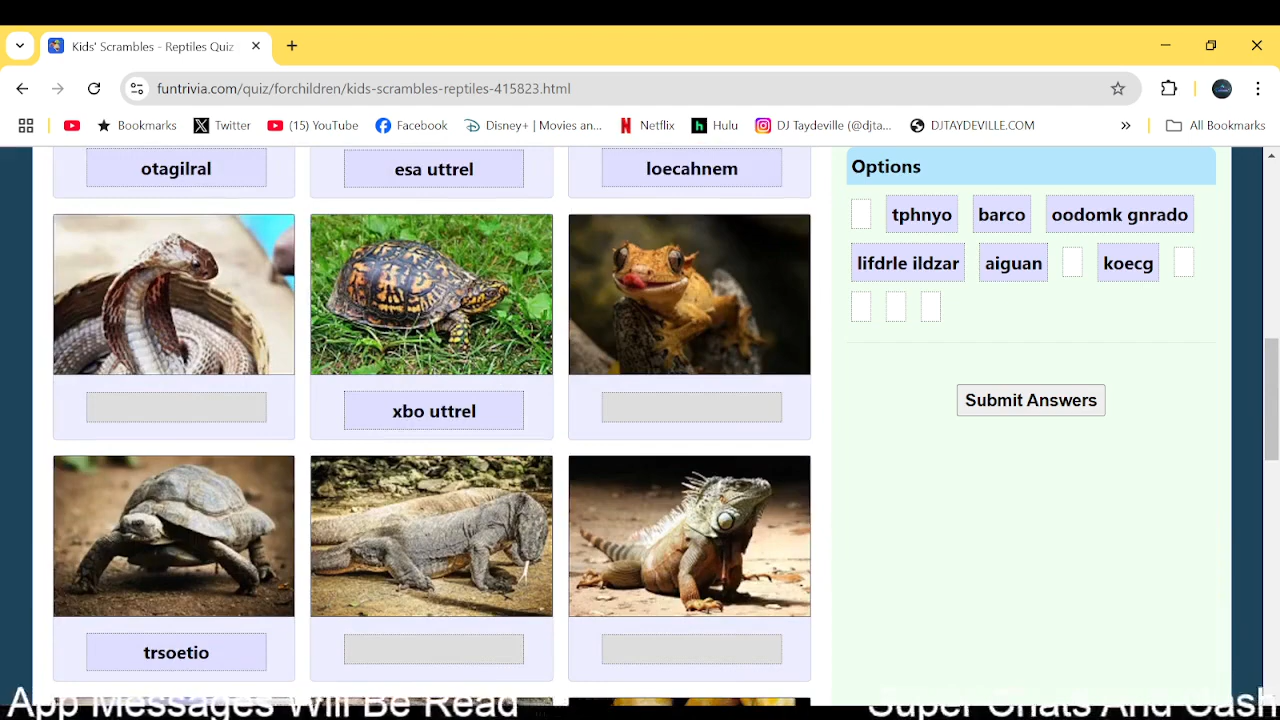 Kids' Scrambles - Reptiles Quiz
funtrivia.com/quiz/forchildren/kids-scrambles-reptiles-415823.html
Bookmarks Twitter (15) YouTube Facebook Disney+ | Movies an... Netflix Hulu DJ Taydeville (@djta... DJTAYDEVILLE.COM » All Bookmarks
otagilral esa uttrel loecahnem
xbo uttrel
trsoetio
Options
tphnyo barco oodomk gnrado
lifdrle ildzar aiguan koecg
Submit Answers
App Messages Will Be Read Super Chats And Cash